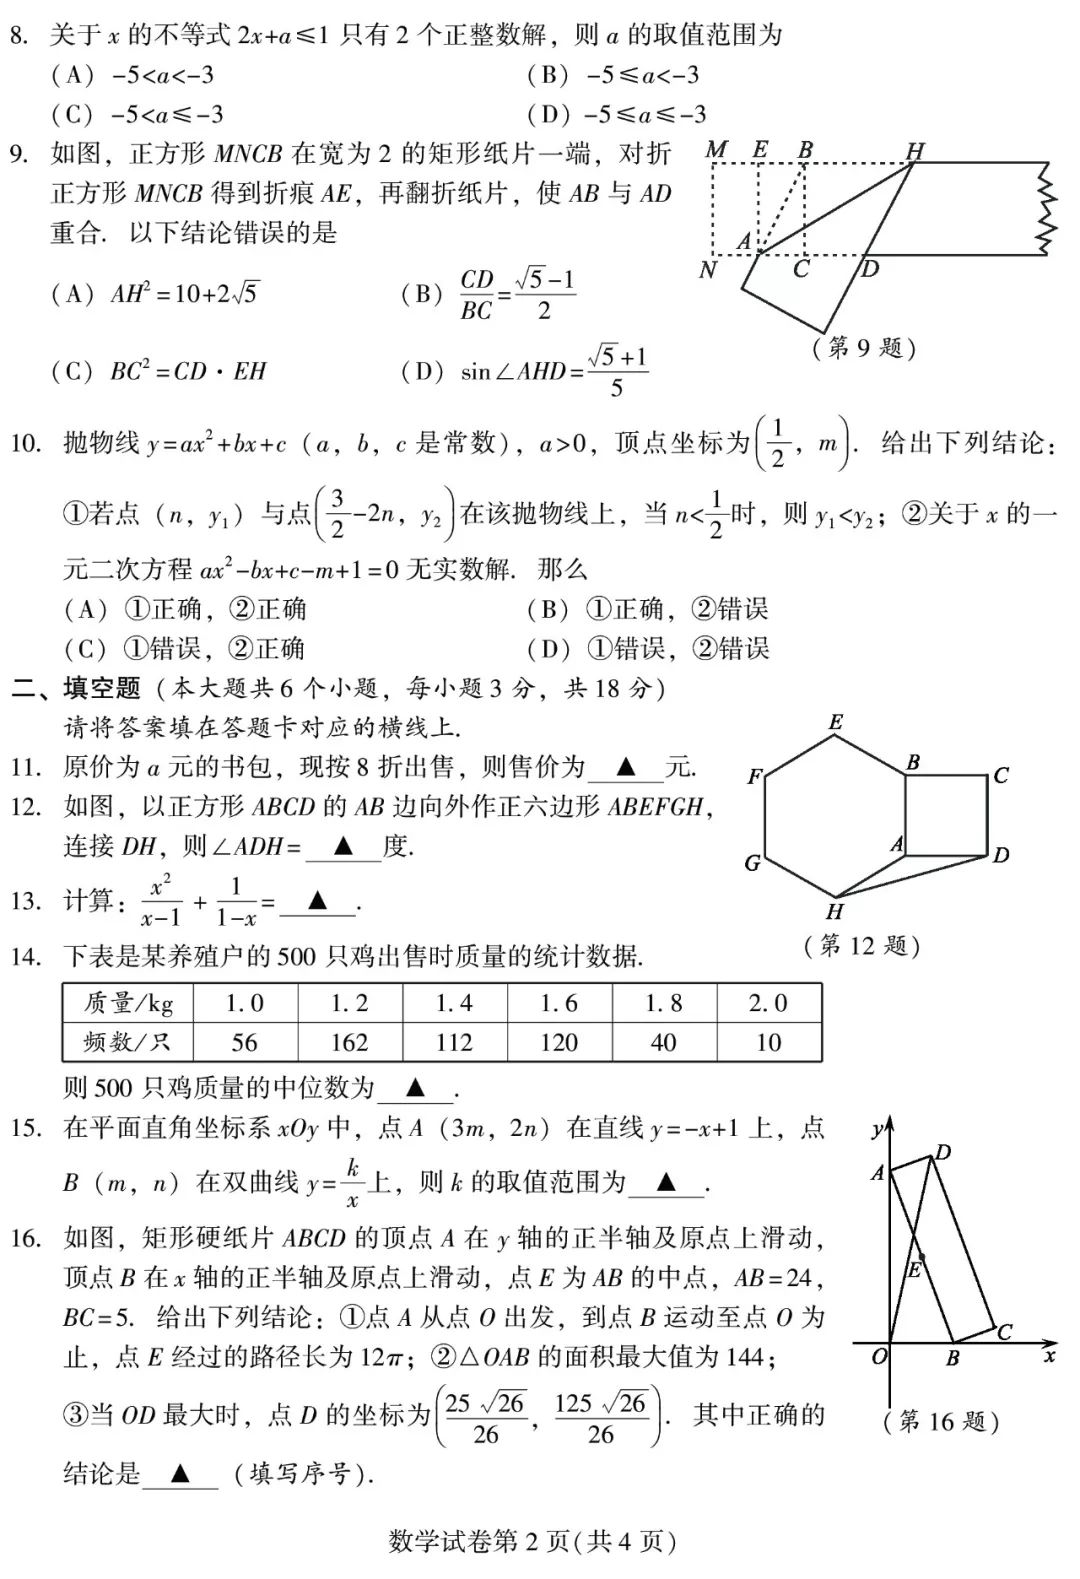 8. 关于 x 的不等式 2x+a≤1 只有 2 个正整数解，则 a 的取值范围为
(A) -5<a<-3 (B) -5≤a<-3
(C) -5<a≤-3 (D) -5≤a≤-3
9. 如图，正方形 MNCB 在宽为 2 的矩形纸片一端，对折
正方形 MNCB 得到折痕 AE，再翻折纸片，使 AB 与 AD
重合. 以下结论错误的是
(A) AH²=10+2√5 (B) CD/BC=(√5-1)/2
(C) BC²=CD·EH (D) sin∠AHD=(√5+1)/5
M E B H
A
N C D
(第 9 题)
10. 抛物线 y=ax²+bx+c（a，b，c 是常数），a>0，顶点坐标为(1/2，m). 给出下列结论：
①若点（n，y₁）与点(3/2-2n，y₂)在该抛物线上，当 n<1/2时，则 y₁<y₂；②关于 x 的一
元二次方程 ax²-bx+c-m+1=0 无实数解. 那么
(A) ①正确，②正确 (B) ①正确，②错误
(C) ①错误，②正确 (D) ①错误，②错误
二、填空题（本大题共 6 个小题，每小题 3 分，共 18 分）
请将答案填在答题卡对应的横线上.
11. 原价为 a 元的书包，现按 8 折出售，则售价为 ▲ 元.
12. 如图，以正方形 ABCD 的 AB 边向外作正六边形 ABEFGH，
连接 DH，则∠ADH= ▲ 度.
E
F B C
G A D
H
(第 12 题)
13. 计算：x²/(x-1) + 1/(1-x)= ▲ .
14. 下表是某养殖户的 500 只鸡出售时质量的统计数据.
质量/kg 1.0 1.2 1.4 1.6 1.8 2.0
频数/只 56 162 112 120 40 10
则 500 只鸡质量的中位数为 ▲ .
15. 在平面直角坐标系 xOy 中，点 A（3m，2n）在直线 y=-x+1 上，点
B（m，n）在双曲线 y=k/x上，则 k 的取值范围为 ▲ .
16. 如图，矩形硬纸片 ABCD 的顶点 A 在 y 轴的正半轴及原点上滑动，
顶点 B 在 x 轴的正半轴及原点上滑动，点 E 为 AB 的中点，AB=24，
BC=5. 给出下列结论：①点 A 从点 O 出发，到点 B 运动至点 O 为
止，点 E 经过的路径长为 12π；②△OAB 的面积最大值为 144；
③当 OD 最大时，点 D 的坐标为(25√26/26，125√26/26). 其中正确的
结论是 ▲ （填写序号）.
y
A D
E
C
O B x
(第 16 题)
数学试卷第 2 页(共 4 页)